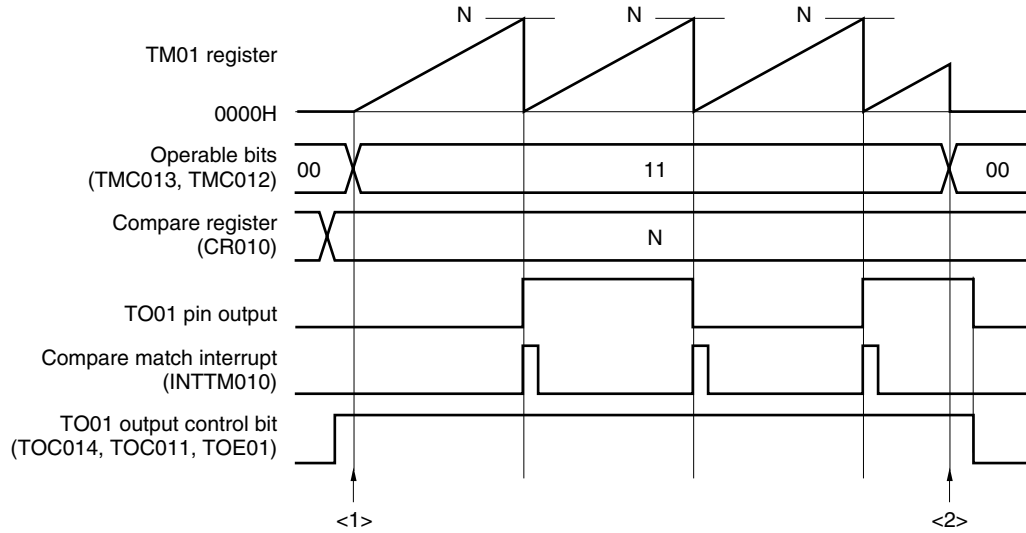 N N N
TM01 register
0000H
Operable bits
(TMC013, TMC012)
00 11 00
Compare register
(CR010)
N
TO01 pin output
Compare match interrupt
(INTTM010)
TO01 output control bit
(TOC014, TOC011, TOE01)
<1> <2>